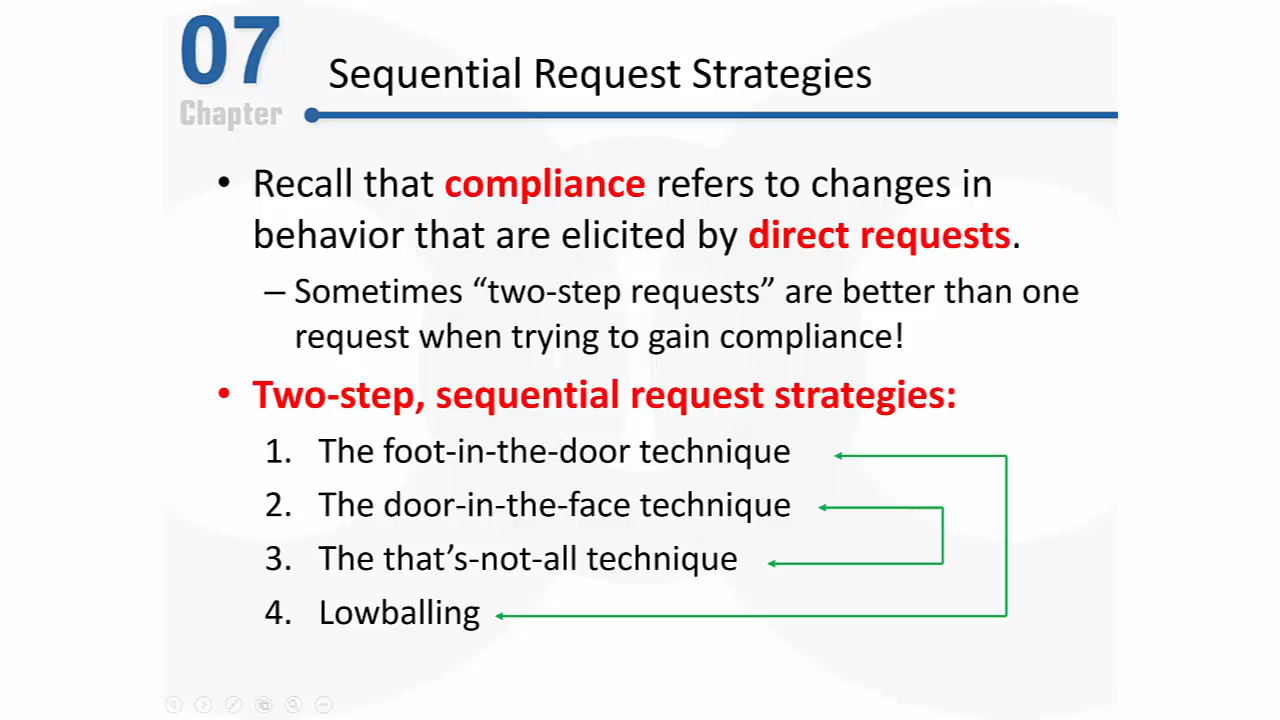 07
Chapter
Sequential Request Strategies
• Recall that compliance refers to changes in
behavior that are elicited by direct requests.
– Sometimes “two-step requests” are better than one
request when trying to gain compliance!
• Two-step, sequential request strategies:
1. The foot-in-the-door technique
2. The door-in-the-face technique
3. The that’s-not-all technique
4. Lowballing